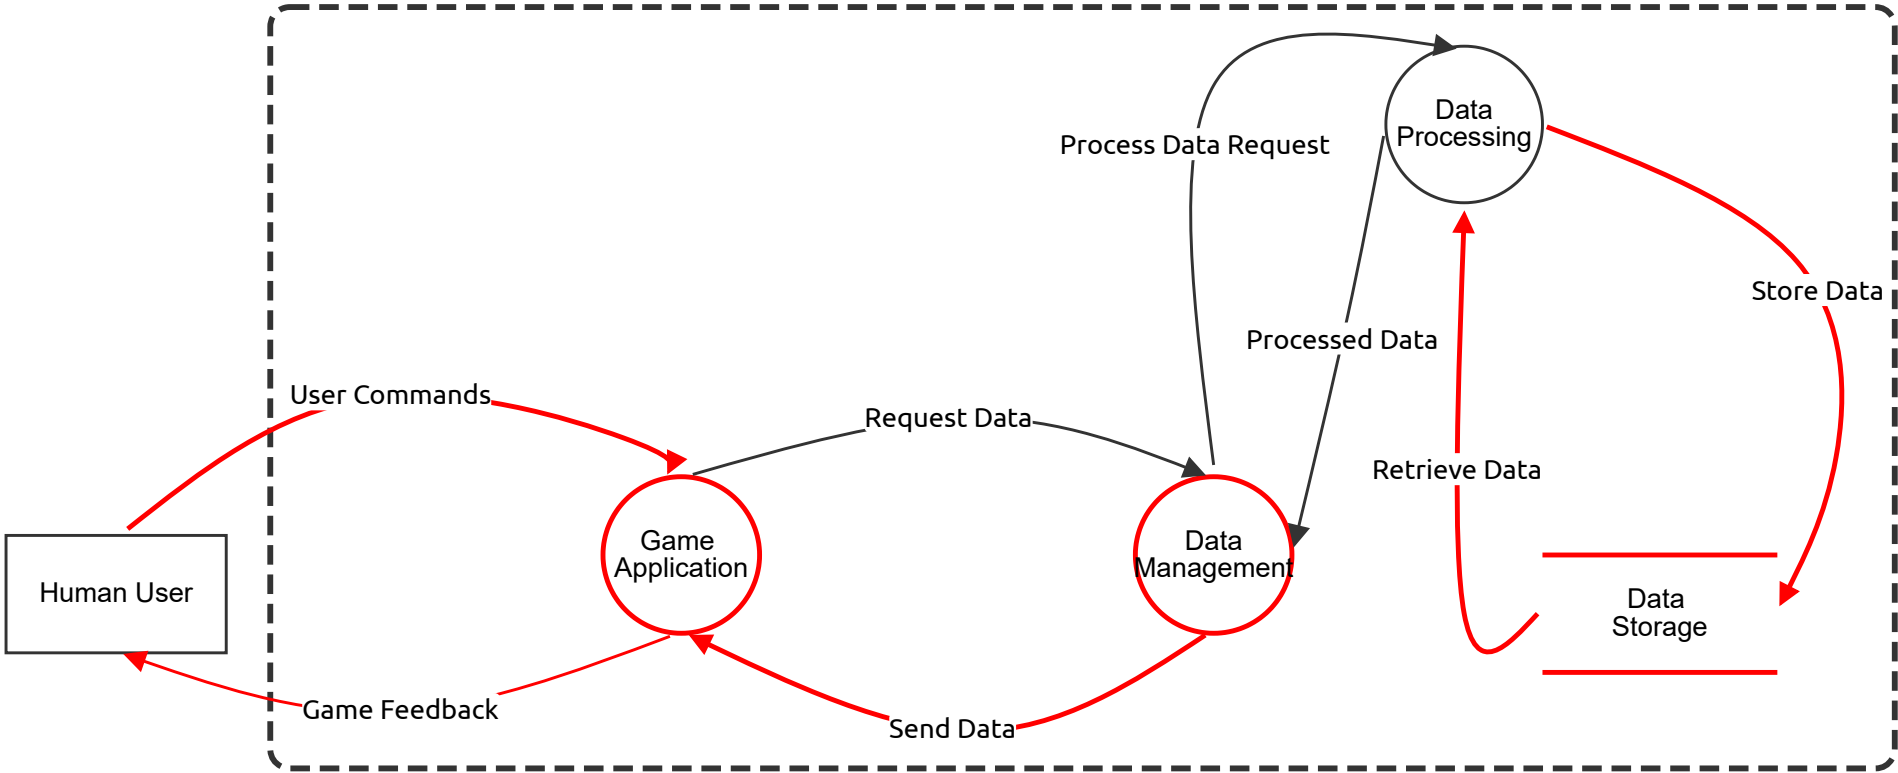 Data
Processing
Process Data Request
Store Data
Processed Data
User Commands
Request Data
Retrieve Data
Game
Application
Data
Management
Human User
Data
Storage
Game Feedback
Send Data